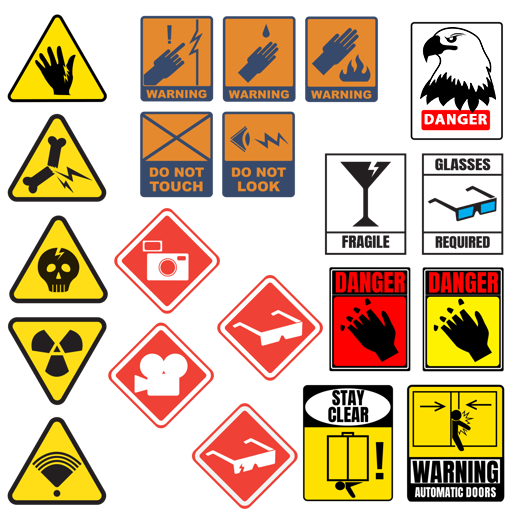 WARNING
WARNING
WARNING
DANGER
DO NOT
TOUCH
DO NOT
LOOK
FRAGILE
GLASSES
REQUIRED
DANGER
DANGER
STAY
CLEAR
!
WARNING
AUTOMATIC DOORS